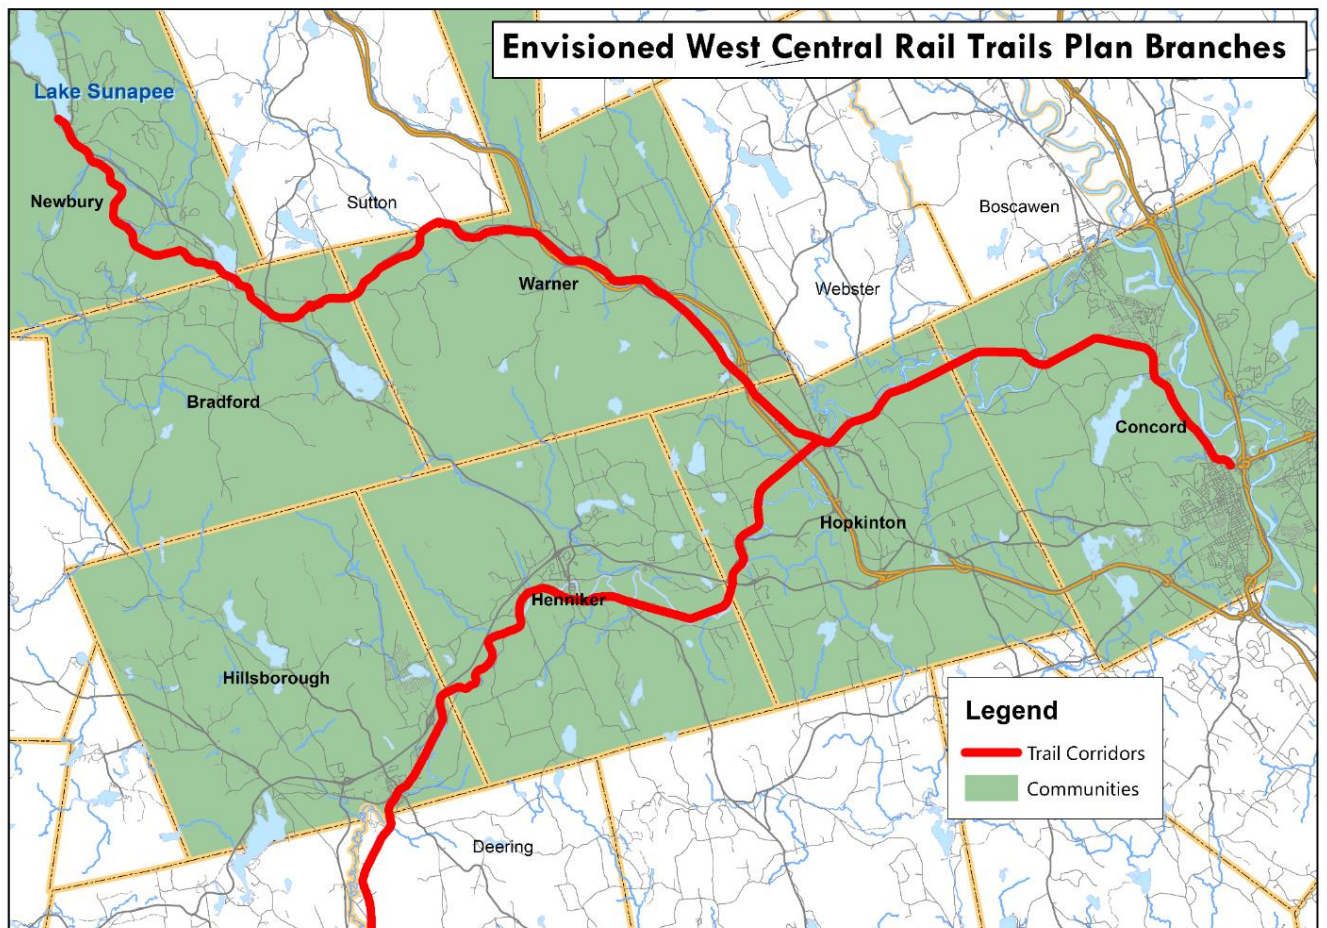 Envisioned West Central Rail Trails Plan Branches
Lake Sunapee
Newbury
Sutton
Boscawen
Warner
Webster
Bradford
Concord
Hopkinton
Henniker
Hillsborough
Legend
Trail Corridors
Communities
Deering